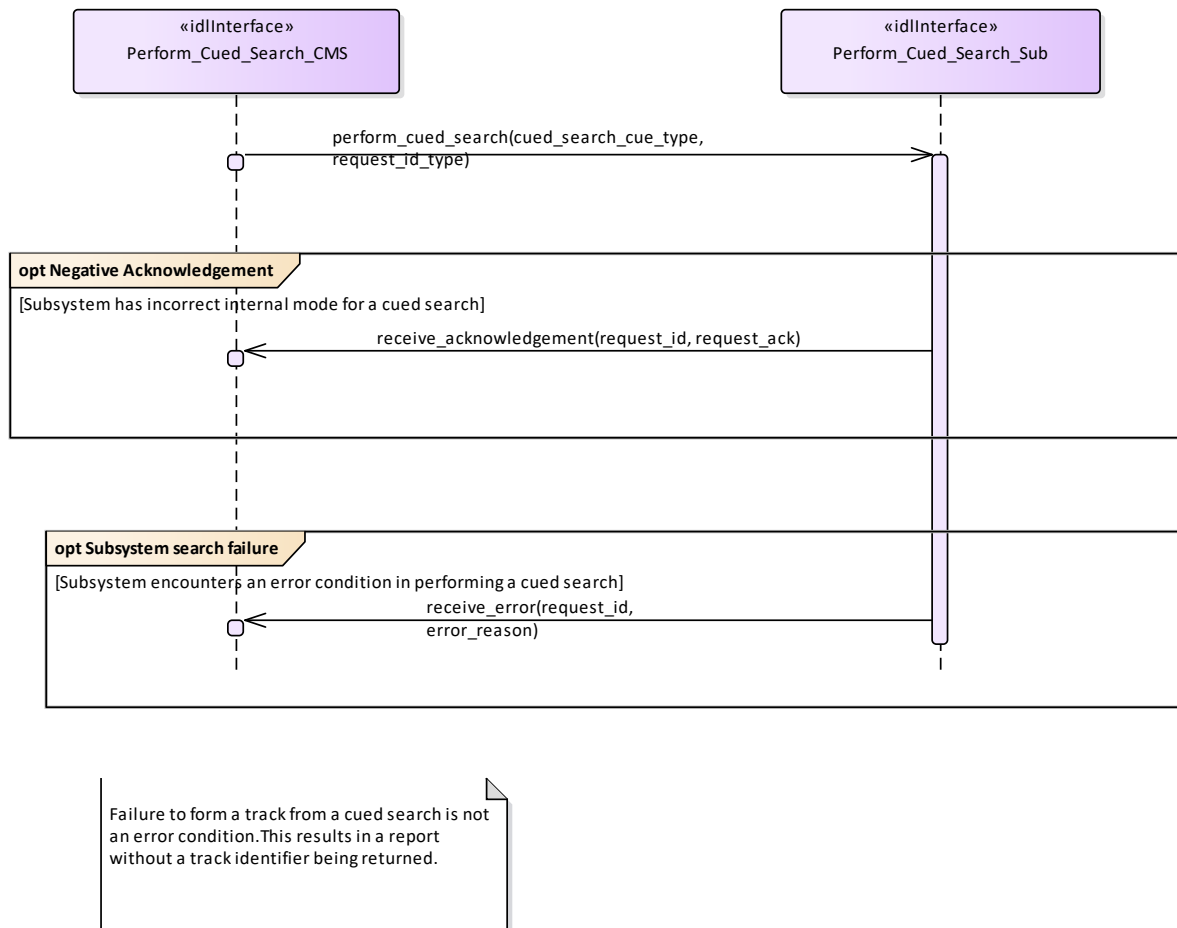 «idlInterface»
Perform_Cued_Search_CMS
«idlInterface»
Perform_Cued_Search_Sub
perform_cued_search(cued_search_cue_type,
request_id_type)
opt Negative Acknowledgement
[Subsystem has incorrect internal mode for a cued search]
receive_acknowledgement(request_id, request_ack)
opt Subsystem search failure
[Subsystem encounters an error condition in performing a cued search]
receive_error(request_id,
error_reason)
Failure to form a track from a cued search is not
an error condition.This results in a report
without a track identifier being returned.